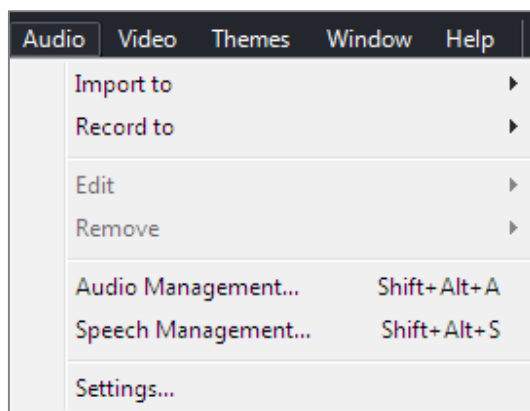 Audio Video Themes Window Help
Import to
Record to
Edit
Remove
Audio Management... Shift+Alt+A
Speech Management... Shift+Alt+S
Settings...